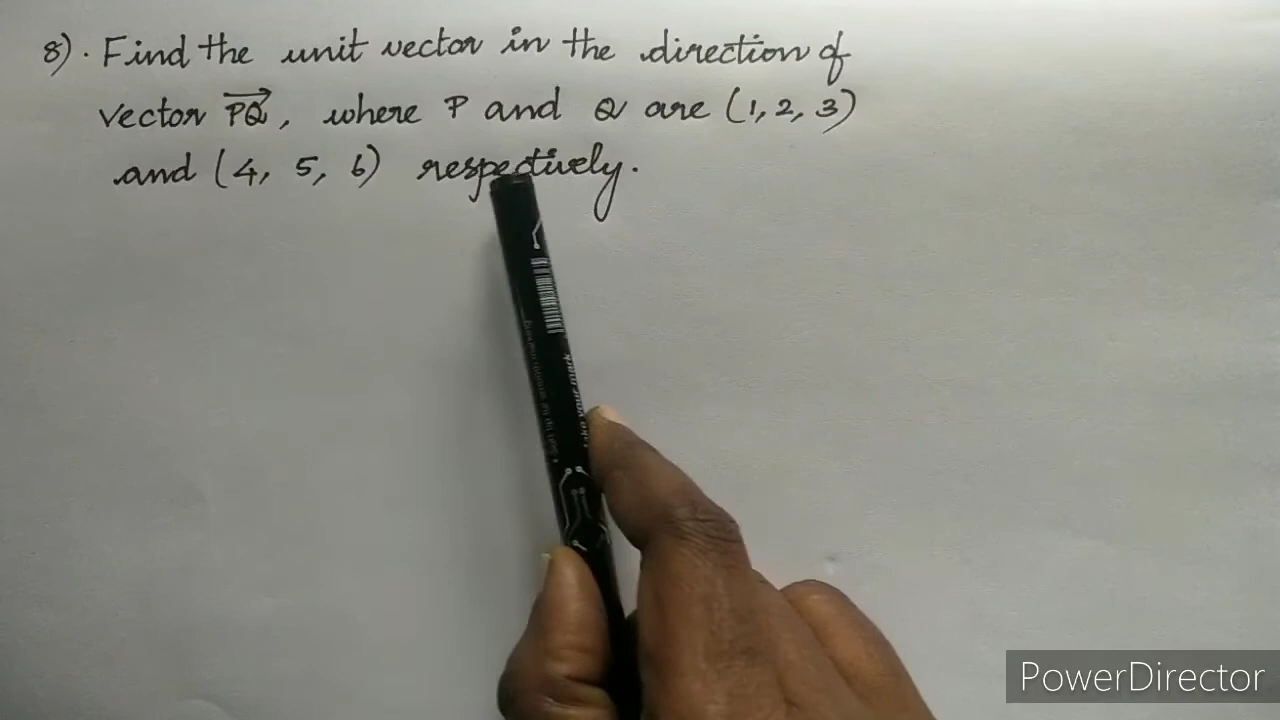 8). Find the unit vector in the direction of
vector PQ, where P and Q are (1, 2, 3)
and (4, 5, 6) respectively.
PowerDirector